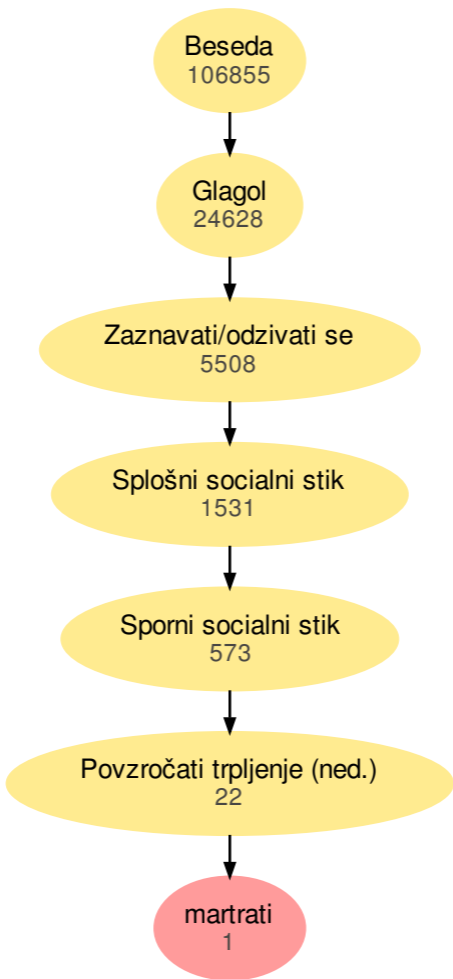 Beseda
106855
Glagol
24628
Zaznavati/odzivati se
5508
Splošni socialni stik
1531
Sporni socialni stik
573
Povzročati trpljenje (ned.)
22
martrati
1